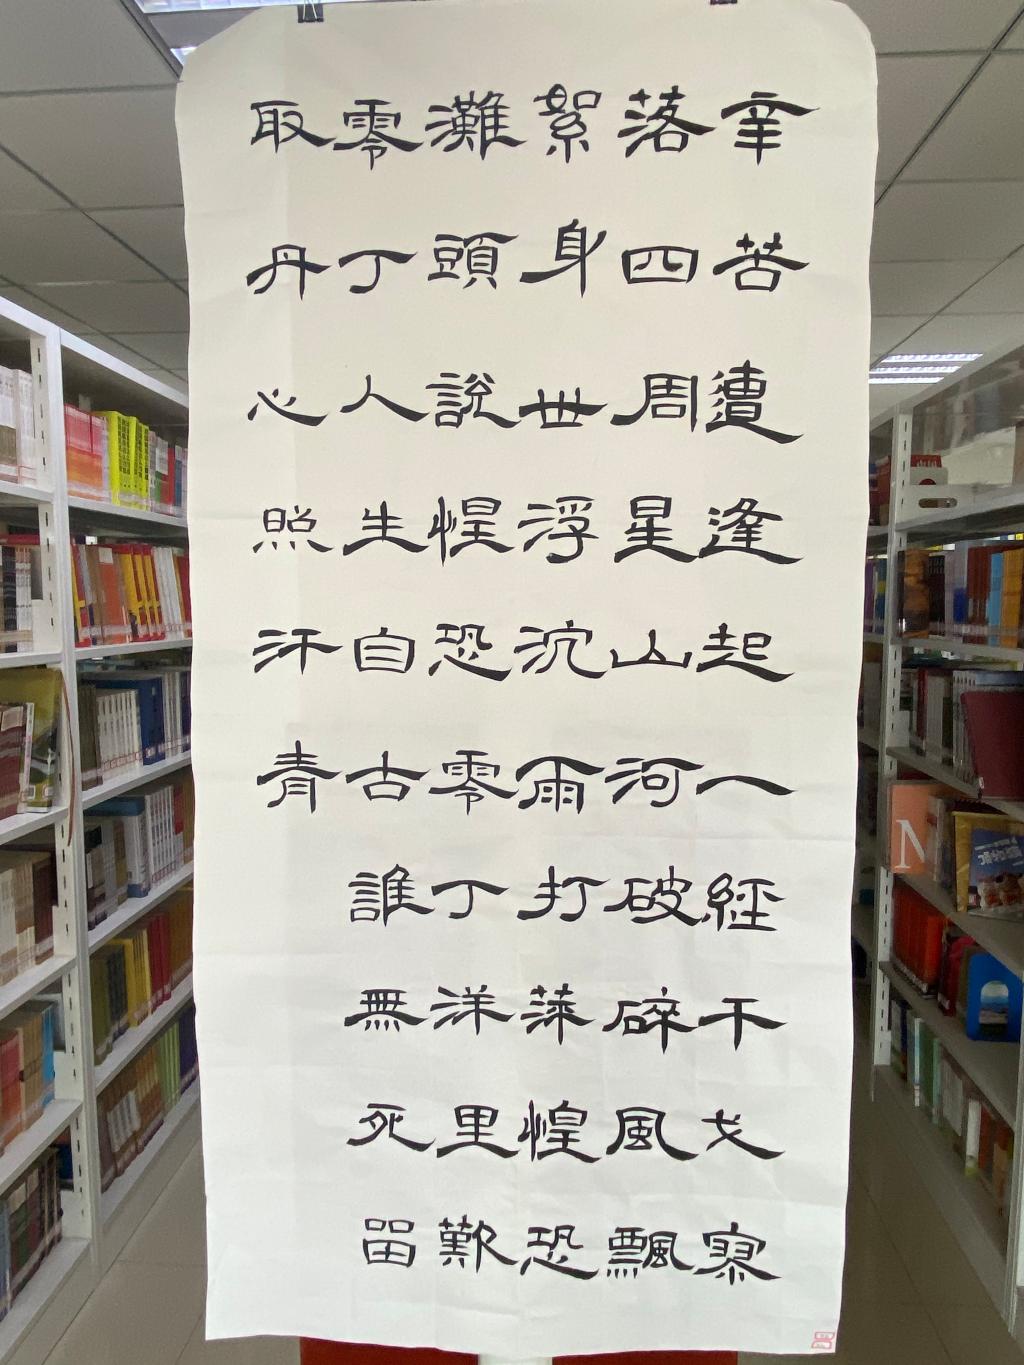 辛苦遭逢起一經干戈寥
落四周星山河破碎風飄
絮身世浮沉雨打萍惶恐
灘頭說惶恐零丁洋里歎
零丁人生自古誰無死留
取丹心照汗青
M